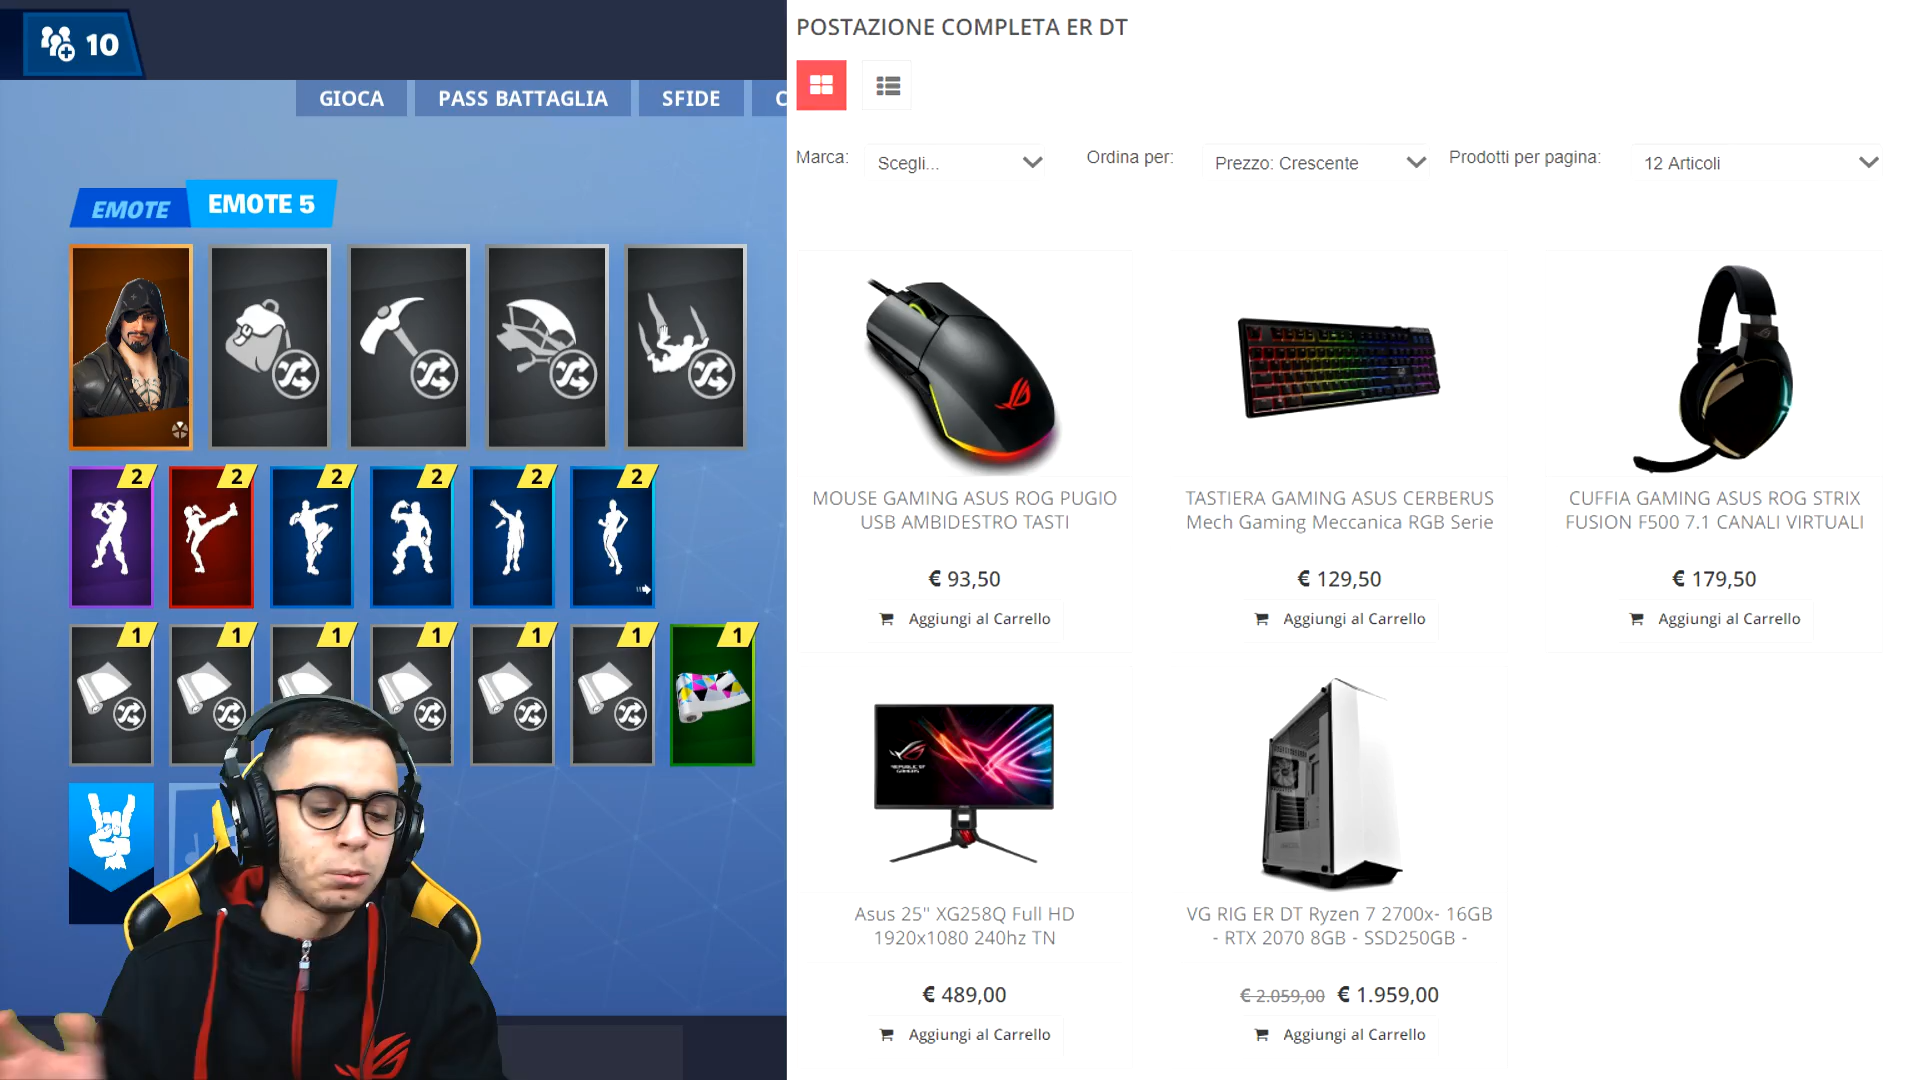 10
GIOCA
PASS BATTAGLIA
SFIDE
EMOTE
EMOTE 5
2
2
2
2
2
2
1
1
1
1
1
1
1
POSTAZIONE COMPLETA ER DT
Marca:
Scegli...
Ordina per:
Prezzo: Crescente
Prodotti per pagina:
12 Articoli
MOUSE GAMING ASUS ROG PUGIO
USB AMBIDESTRO TASTI
€ 93,50
Aggiungi al Carrello
TASTIERA GAMING ASUS CERBERUS
Mech Gaming Meccanica RGB Serie
€ 129,50
Aggiungi al Carrello
CUFFIA GAMING ASUS ROG STRIX
FUSION F500 7.1 CANALI VIRTUALI
€ 179,50
Aggiungi al Carrello
REPUBLIC OF
GAMERS
Asus 25" XG258Q Full HD
1920x1080 240hz TN
€ 489,00
Aggiungi al Carrello
VG RIG ER DT Ryzen 7 2700x- 16GB
- RTX 2070 8GB - SSD250GB -
€ 2.059,00 € 1.959,00
Aggiungi al Carrello